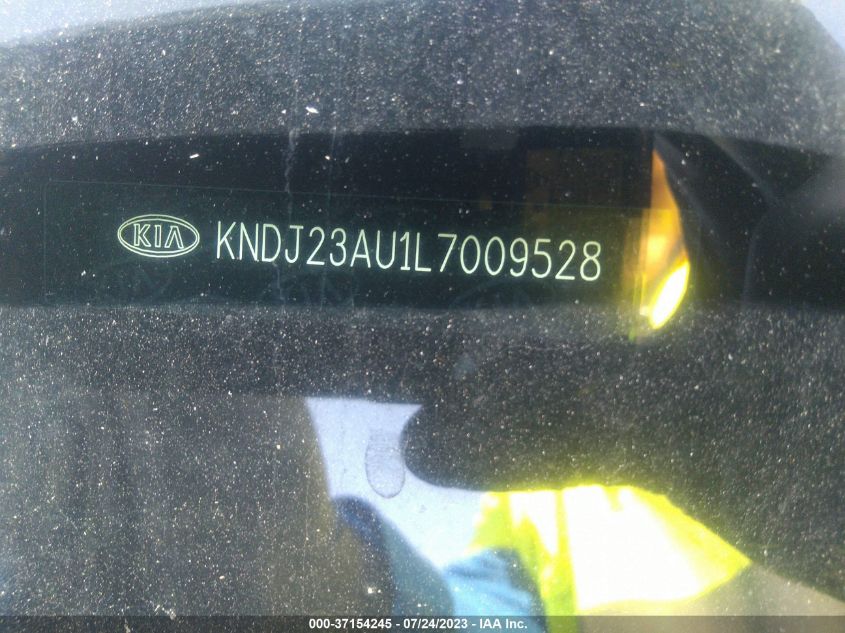 KIA KNDJ23AU1L7009528
000-37154245 - 07/24/2023 - IAA Inc.